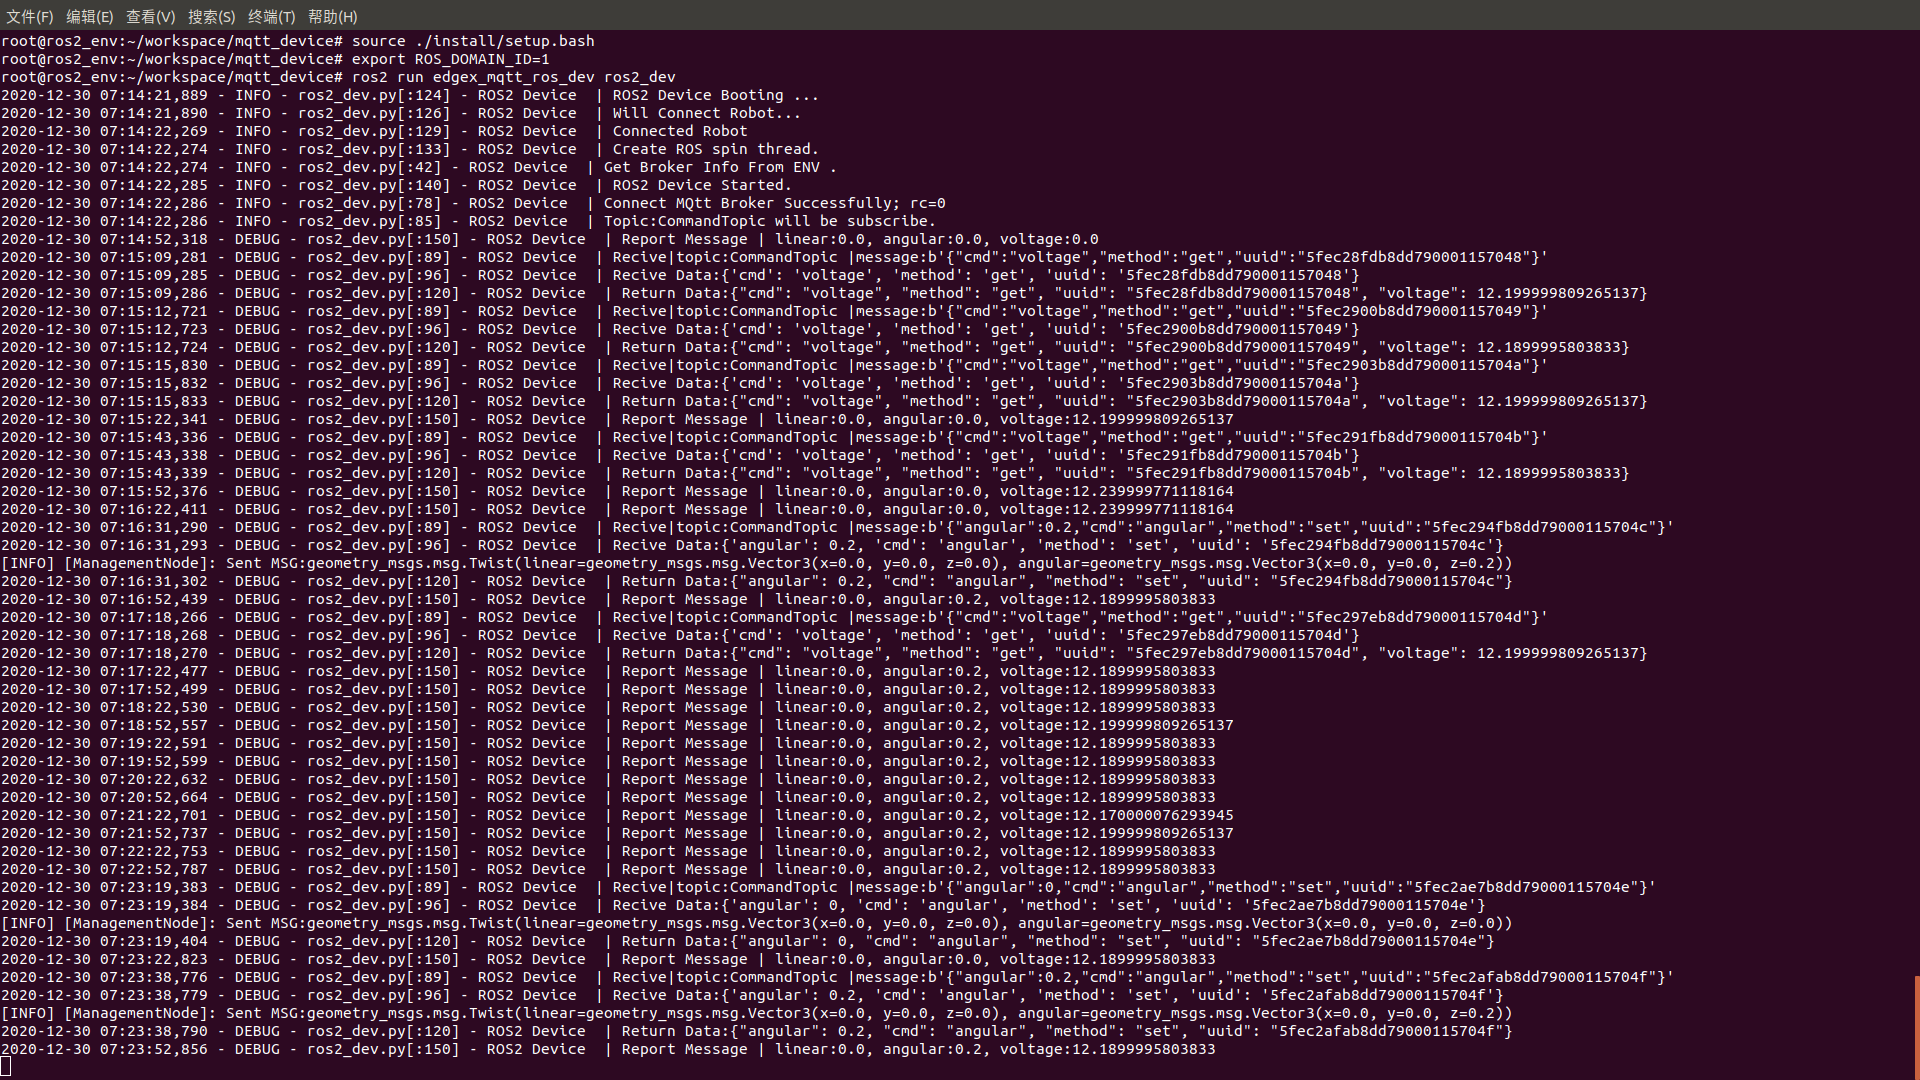 文件(F) 编辑(E) 查看(V) 搜索(S) 终端(T) 帮助(H)
root@ros2_env:~/workspace/mqtt_device# source ./install/setup.bash
root@ros2_env:~/workspace/mqtt_device# export ROS_DOMAIN_ID=1
root@ros2_env:~/workspace/mqtt_device# ros2 run edgex_mqtt_ros_dev ros2_dev
2020-12-30 07:14:21,889 - INFO - ros2_dev.py[:124] - ROS2 Device  | ROS2 Device Booting ...
2020-12-30 07:14:21,890 - INFO - ros2_dev.py[:126] - ROS2 Device  | Will Connect Robot...
2020-12-30 07:14:22,269 - INFO - ros2_dev.py[:129] - ROS2 Device  | Connected Robot
2020-12-30 07:14:22,274 - INFO - ros2_dev.py[:133] - ROS2 Device  | Create ROS spin thread.
2020-12-30 07:14:22,274 - INFO - ros2_dev.py[:42] - ROS2 Device  | Get Broker Info From ENV .
2020-12-30 07:14:22,285 - INFO - ros2_dev.py[:140] - ROS2 Device  | ROS2 Device Started.
2020-12-30 07:14:22,286 - INFO - ros2_dev.py[:78] - ROS2 Device  | Connect MQtt Broker Successfully; rc=0
2020-12-30 07:14:22,286 - INFO - ros2_dev.py[:85] - ROS2 Device  | Topic:CommandTopic will be subscribe.
2020-12-30 07:14:52,318 - DEBUG - ros2_dev.py[:150] - ROS2 Device  | Report Message | linear:0.0, angular:0.0, voltage:0.0
2020-12-30 07:15:09,281 - DEBUG - ros2_dev.py[:89] - ROS2 Device  | Recive|topic:CommandTopic |message:b'{"cmd":"voltage","method":"get","uuid":"5fec28fdb8dd790001157048"}'
2020-12-30 07:15:09,285 - DEBUG - ros2_dev.py[:96] - ROS2 Device  | Recive Data:{'cmd': 'voltage', 'method': 'get', 'uuid': '5fec28fdb8dd790001157048'}
2020-12-30 07:15:09,286 - DEBUG - ros2_dev.py[:120] - ROS2 Device  | Return Data:{"cmd": "voltage", "method": "get", "uuid": "5fec28fdb8dd790001157048", "voltage": 12.199999809265137}
2020-12-30 07:15:12,721 - DEBUG - ros2_dev.py[:89] - ROS2 Device  | Recive|topic:CommandTopic |message:b'{"cmd":"voltage","method":"get","uuid":"5fec2900b8dd790001157049"}'
2020-12-30 07:15:12,723 - DEBUG - ros2_dev.py[:96] - ROS2 Device  | Recive Data:{'cmd': 'voltage', 'method': 'get', 'uuid': '5fec2900b8dd790001157049'}
2020-12-30 07:15:12,724 - DEBUG - ros2_dev.py[:120] - ROS2 Device  | Return Data:{"cmd": "voltage", "method": "get", "uuid": "5fec2900b8dd790001157049", "voltage": 12.1899995803833}
2020-12-30 07:15:15,830 - DEBUG - ros2_dev.py[:89] - ROS2 Device  | Recive|topic:CommandTopic |message:b'{"cmd":"voltage","method":"get","uuid":"5fec2903b8dd79000115704a"}'
2020-12-30 07:15:15,832 - DEBUG - ros2_dev.py[:96] - ROS2 Device  | Recive Data:{'cmd': 'voltage', 'method': 'get', 'uuid': '5fec2903b8dd79000115704a'}
2020-12-30 07:15:15,833 - DEBUG - ros2_dev.py[:120] - ROS2 Device  | Return Data:{"cmd": "voltage", "method": "get", "uuid": "5fec2903b8dd79000115704a", "voltage": 12.199999809265137}
2020-12-30 07:15:22,341 - DEBUG - ros2_dev.py[:150] - ROS2 Device  | Report Message | linear:0.0, angular:0.0, voltage:12.199999809265137
2020-12-30 07:15:43,336 - DEBUG - ros2_dev.py[:89] - ROS2 Device  | Recive|topic:CommandTopic |message:b'{"cmd":"voltage","method":"get","uuid":"5fec291fb8dd79000115704b"}'
2020-12-30 07:15:43,338 - DEBUG - ros2_dev.py[:96] - ROS2 Device  | Recive Data:{'cmd': 'voltage', 'method': 'get', 'uuid': '5fec291fb8dd79000115704b'}
2020-12-30 07:15:43,339 - DEBUG - ros2_dev.py[:120] - ROS2 Device  | Return Data:{"cmd": "voltage", "method": "get", "uuid": "5fec291fb8dd79000115704b", "voltage": 12.1899995803833}
2020-12-30 07:15:52,376 - DEBUG - ros2_dev.py[:150] - ROS2 Device  | Report Message | linear:0.0, angular:0.0, voltage:12.239999771118164
2020-12-30 07:16:22,411 - DEBUG - ros2_dev.py[:150] - ROS2 Device  | Report Message | linear:0.0, angular:0.0, voltage:12.239999771118164
2020-12-30 07:16:31,290 - DEBUG - ros2_dev.py[:89] - ROS2 Device  | Recive|topic:CommandTopic |message:b'{"angular":0.2,"cmd":"angular","method":"set","uuid":"5fec294fb8dd79000115704c"}'
2020-12-30 07:16:31,293 - DEBUG - ros2_dev.py[:96] - ROS2 Device  | Recive Data:{'angular': 0.2, 'cmd': 'angular', 'method': 'set', 'uuid': '5fec294fb8dd79000115704c'}
[INFO] [ManagementNode]: Sent MSG:geometry_msgs.msg.Twist(linear=geometry_msgs.msg.Vector3(x=0.0, y=0.0, z=0.0), angular=geometry_msgs.msg.Vector3(x=0.0, y=0.0, z=0.2))
2020-12-30 07:16:31,302 - DEBUG - ros2_dev.py[:120] - ROS2 Device  | Return Data:{"angular": 0.2, "cmd": "angular", "method": "set", "uuid": "5fec294fb8dd79000115704c"}
2020-12-30 07:16:52,439 - DEBUG - ros2_dev.py[:150] - ROS2 Device  | Report Message | linear:0.0, angular:0.2, voltage:12.1899995803833
2020-12-30 07:17:18,266 - DEBUG - ros2_dev.py[:89] - ROS2 Device  | Recive|topic:CommandTopic |message:b'{"cmd":"voltage","method":"get","uuid":"5fec297eb8dd79000115704d"}'
2020-12-30 07:17:18,268 - DEBUG - ros2_dev.py[:96] - ROS2 Device  | Recive Data:{'cmd': 'voltage', 'method': 'get', 'uuid': '5fec297eb8dd79000115704d'}
2020-12-30 07:17:18,270 - DEBUG - ros2_dev.py[:120] - ROS2 Device  | Return Data:{"cmd": "voltage", "method": "get", "uuid": "5fec297eb8dd79000115704d", "voltage": 12.199999809265137}
2020-12-30 07:17:22,477 - DEBUG - ros2_dev.py[:150] - ROS2 Device  | Report Message | linear:0.0, angular:0.2, voltage:12.1899995803833
2020-12-30 07:17:52,499 - DEBUG - ros2_dev.py[:150] - ROS2 Device  | Report Message | linear:0.0, angular:0.2, voltage:12.1899995803833
2020-12-30 07:18:22,530 - DEBUG - ros2_dev.py[:150] - ROS2 Device  | Report Message | linear:0.0, angular:0.2, voltage:12.1899995803833
2020-12-30 07:18:52,557 - DEBUG - ros2_dev.py[:150] - ROS2 Device  | Report Message | linear:0.0, angular:0.2, voltage:12.199999809265137
2020-12-30 07:19:22,591 - DEBUG - ros2_dev.py[:150] - ROS2 Device  | Report Message | linear:0.0, angular:0.2, voltage:12.1899995803833
2020-12-30 07:19:52,599 - DEBUG - ros2_dev.py[:150] - ROS2 Device  | Report Message | linear:0.0, angular:0.2, voltage:12.1899995803833
2020-12-30 07:20:22,632 - DEBUG - ros2_dev.py[:150] - ROS2 Device  | Report Message | linear:0.0, angular:0.2, voltage:12.1899995803833
2020-12-30 07:20:52,664 - DEBUG - ros2_dev.py[:150] - ROS2 Device  | Report Message | linear:0.0, angular:0.2, voltage:12.1899995803833
2020-12-30 07:21:22,701 - DEBUG - ros2_dev.py[:150] - ROS2 Device  | Report Message | linear:0.0, angular:0.2, voltage:12.170000076293945
2020-12-30 07:21:52,737 - DEBUG - ros2_dev.py[:150] - ROS2 Device  | Report Message | linear:0.0, angular:0.2, voltage:12.199999809265137
2020-12-30 07:22:22,753 - DEBUG - ros2_dev.py[:150] - ROS2 Device  | Report Message | linear:0.0, angular:0.2, voltage:12.1899995803833
2020-12-30 07:22:52,787 - DEBUG - ros2_dev.py[:150] - ROS2 Device  | Report Message | linear:0.0, angular:0.2, voltage:12.1899995803833
2020-12-30 07:23:19,383 - DEBUG - ros2_dev.py[:89] - ROS2 Device  | Recive|topic:CommandTopic |message:b'{"angular":0,"cmd":"angular","method":"set","uuid":"5fec2ae7b8dd79000115704e"}'
2020-12-30 07:23:19,384 - DEBUG - ros2_dev.py[:96] - ROS2 Device  | Recive Data:{'angular': 0, 'cmd': 'angular', 'method': 'set', 'uuid': '5fec2ae7b8dd79000115704e'}
[INFO] [ManagementNode]: Sent MSG:geometry_msgs.msg.Twist(linear=geometry_msgs.msg.Vector3(x=0.0, y=0.0, z=0.0), angular=geometry_msgs.msg.Vector3(x=0.0, y=0.0, z=0.0))
2020-12-30 07:23:19,404 - DEBUG - ros2_dev.py[:120] - ROS2 Device  | Return Data:{"angular": 0, "cmd": "angular", "method": "set", "uuid": "5fec2ae7b8dd79000115704e"}
2020-12-30 07:23:22,823 - DEBUG - ros2_dev.py[:150] - ROS2 Device  | Report Message | linear:0.0, angular:0.0, voltage:12.1899995803833
2020-12-30 07:23:38,776 - DEBUG - ros2_dev.py[:89] - ROS2 Device  | Recive|topic:CommandTopic |message:b'{"angular":0.2,"cmd":"angular","method":"set","uuid":"5fec2afab8dd79000115704f"}'
2020-12-30 07:23:38,779 - DEBUG - ros2_dev.py[:96] - ROS2 Device  | Recive Data:{'angular': 0.2, 'cmd': 'angular', 'method': 'set', 'uuid': '5fec2afab8dd79000115704f'}
[INFO] [ManagementNode]: Sent MSG:geometry_msgs.msg.Twist(linear=geometry_msgs.msg.Vector3(x=0.0, y=0.0, z=0.0), angular=geometry_msgs.msg.Vector3(x=0.0, y=0.0, z=0.2))
2020-12-30 07:23:38,790 - DEBUG - ros2_dev.py[:120] - ROS2 Device  | Return Data:{"angular": 0.2, "cmd": "angular", "method": "set", "uuid": "5fec2afab8dd79000115704f"}
2020-12-30 07:23:52,856 - DEBUG - ros2_dev.py[:150] - ROS2 Device  | Report Message | linear:0.0, angular:0.2, voltage:12.1899995803833